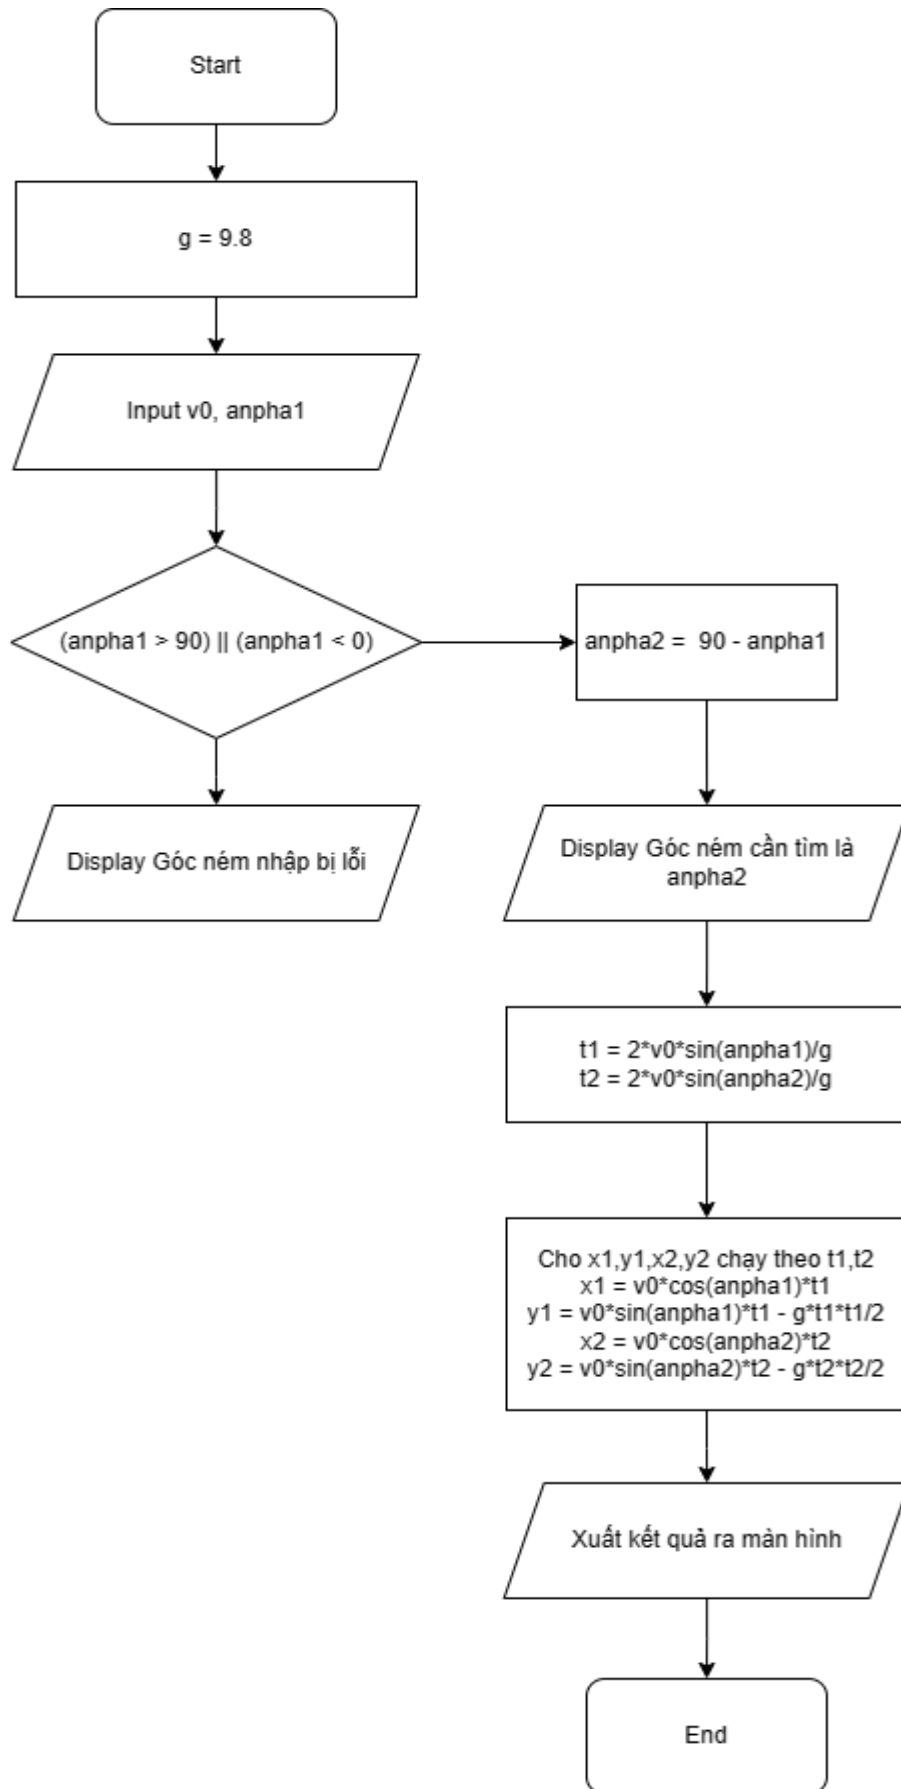 Start
g = 9.8
Input v0, anpha1
(anpha1 > 90) || (anpha1 < 0)
anpha2 =  90 - anpha1
Display Góc ném nhập bị lỗi
Display Góc ném cần tìm là
anpha2
t1 = 2*v0*sin(anpha1)/g
t2 = 2*v0*sin(anpha2)/g
Cho x1,y1,x2,y2 chạy theo t1,t2
x1 = v0*cos(anpha1)*t1
y1 = v0*sin(anpha1)*t1 - g*t1*t1/2
x2 = v0*cos(anpha2)*t2
y2 = v0*sin(anpha2)*t2 - g*t2*t2/2
Xuất kết quả ra màn hình
End